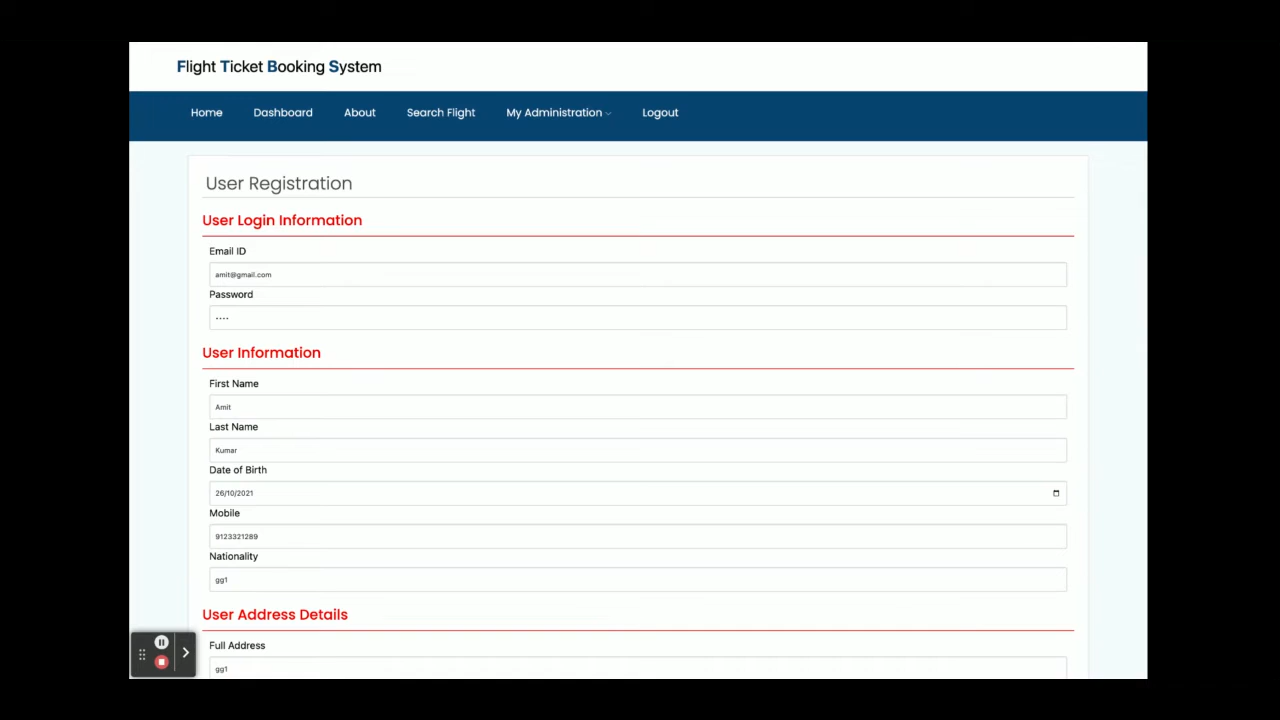 Flight Ticket Booking System
Home Dashboard About Search Flight My Administration Logout
User Registration
User Login Information
Email ID
amit@gmail.com
Password
····
User Information
First Name
Amit
Last Name
Kumar
Date of Birth
26/10/2021
Mobile
9123321289
Nationality
gg1
User Address Details
Full Address
gg1